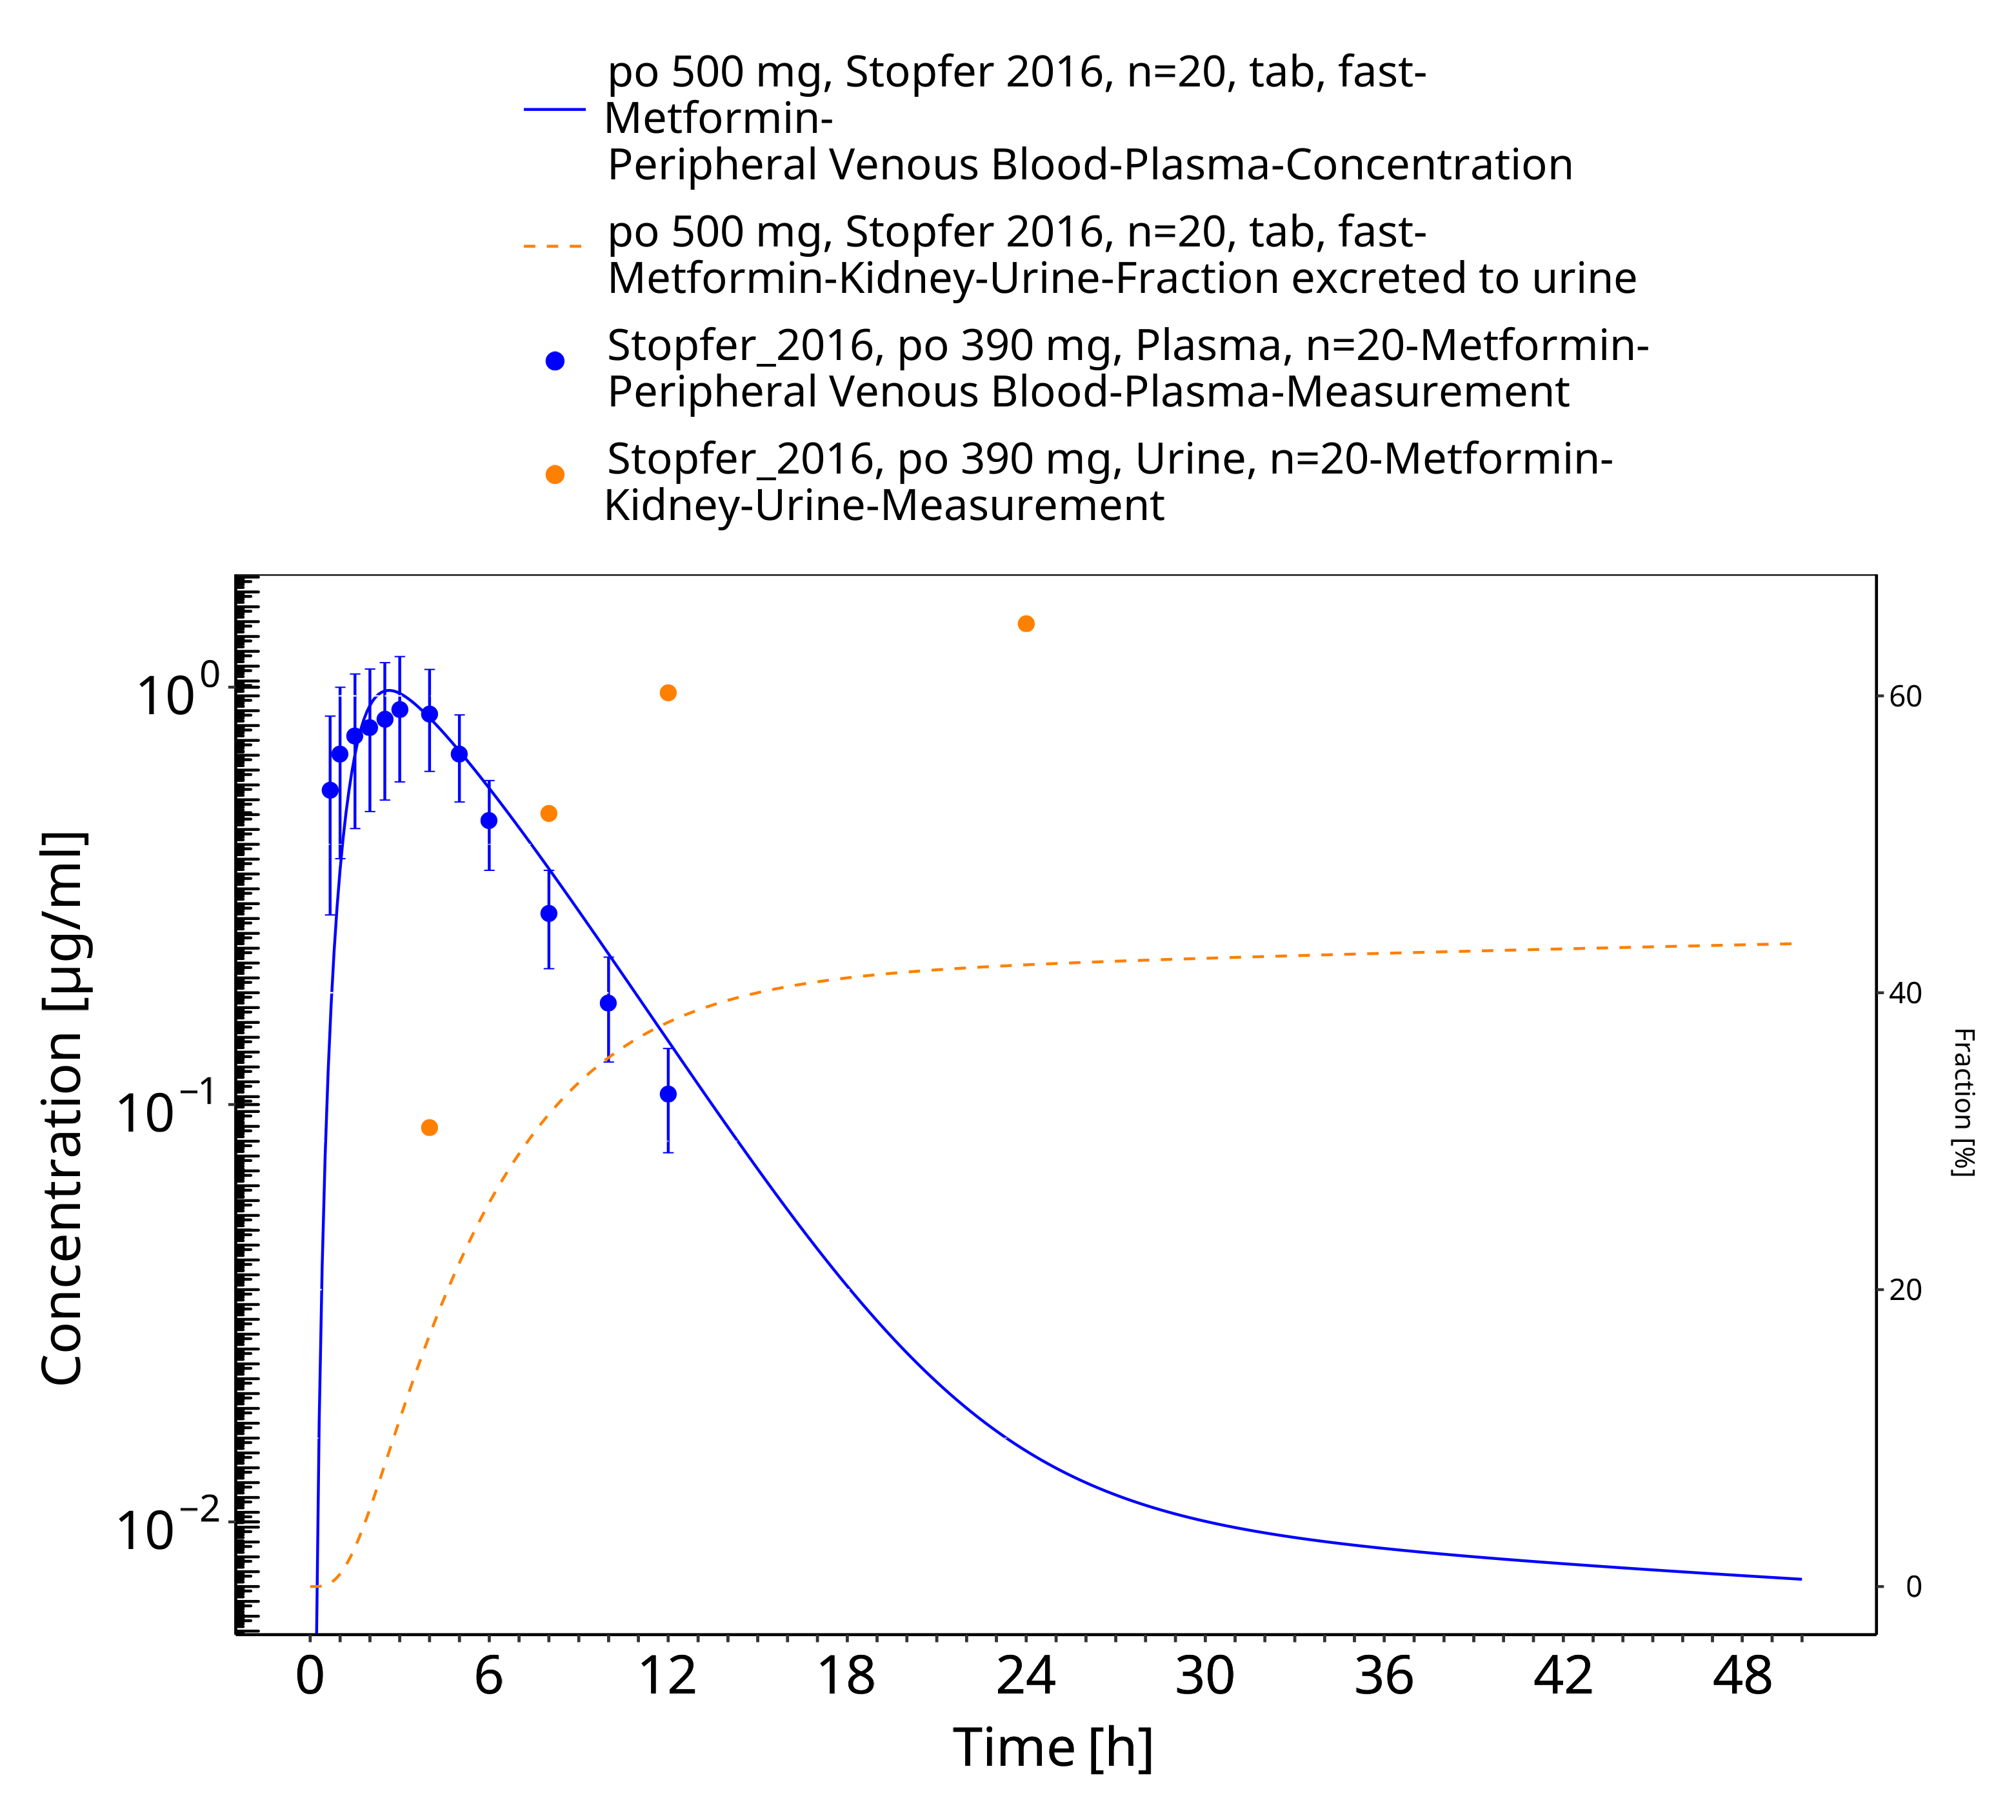 po 500 mg, Stopfer 2016, n=20, tab, fast-
Metformin-
Peripheral Venous Blood-Plasma-Concentration
po 500 mg, Stopfer 2016, n=20, tab, fast-
Metformin-Kidney-Urine-Fraction excreted to urine
Stopfer_2016, po 390 mg, Plasma, n=20-Metformin-
Peripheral Venous Blood-Plasma-Measurement
Stopfer_2016, po 390 mg, Urine, n=20-Metformin-
Kidney-Urine-Measurement
Concentration [µg/ml]
10⁰
10⁻¹
10⁻²
60
40
20
0
Fraction [%]
0 6 12 18 24 30 36 42 48
Time [h]